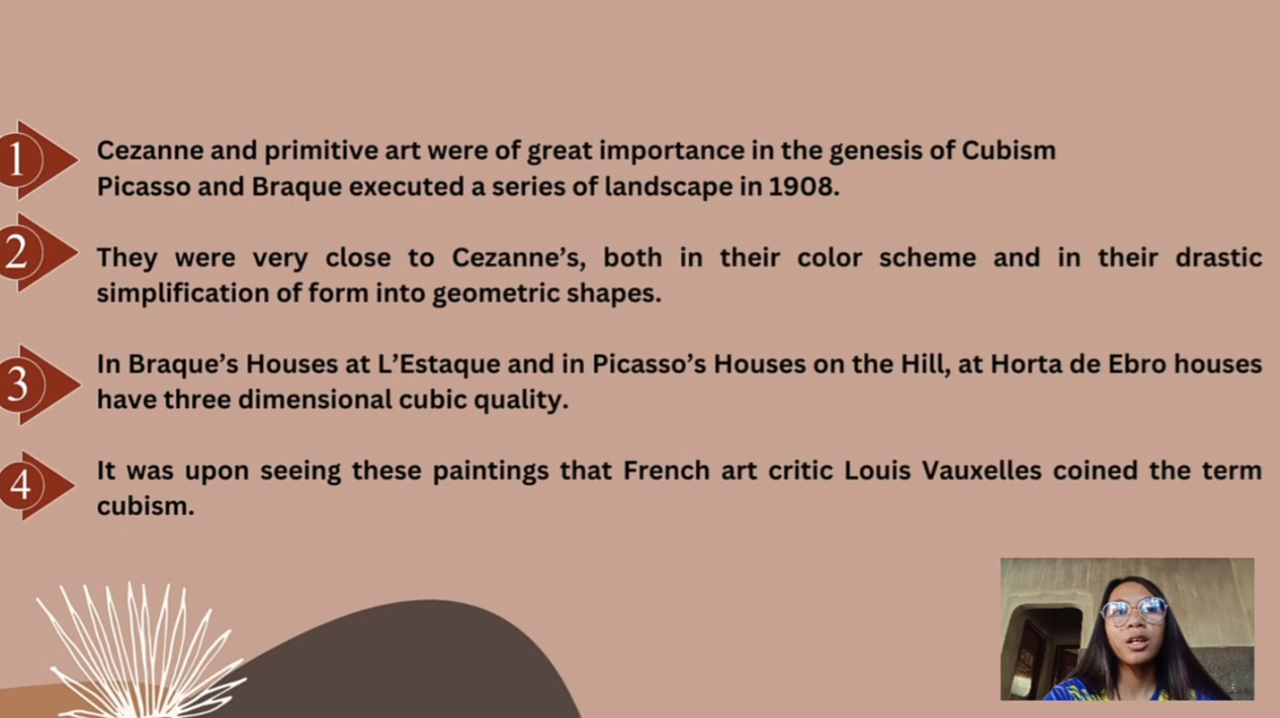 1
Cezanne and primitive art were of great importance in the genesis of Cubism
Picasso and Braque executed a series of landscape in 1908.
2
They were very close to Cezanne's, both in their color scheme and in their drastic
simplification of form into geometric shapes.
3
In Braque's Houses at L'Estaque and in Picasso's Houses on the Hill, at Horta de Ebro houses
have three dimensional cubic quality.
4
It was upon seeing these paintings that French art critic Louis Vauxelles coined the term
cubism.